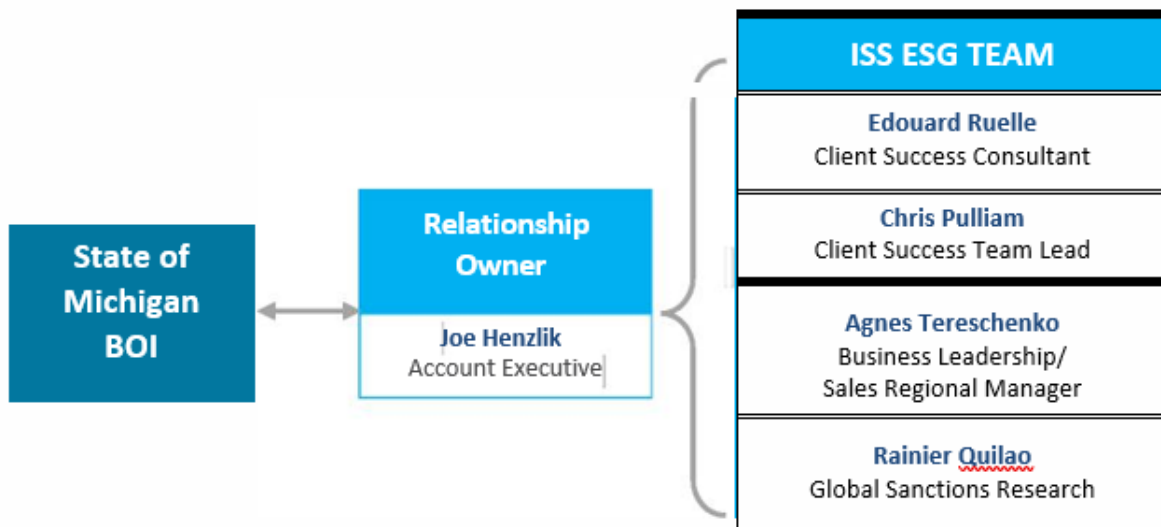 State of
Michigan
BOI
Relationship
Owner
Joe Henzlik
Account Executive
ISS ESG TEAM
Edouard Ruelle
Client Success Consultant
Chris Pulliam
Client Success Team Lead
Agnes Tereschenko
Business Leadership/
Sales Regional Manager
Rainier Quilao
Global Sanctions Research